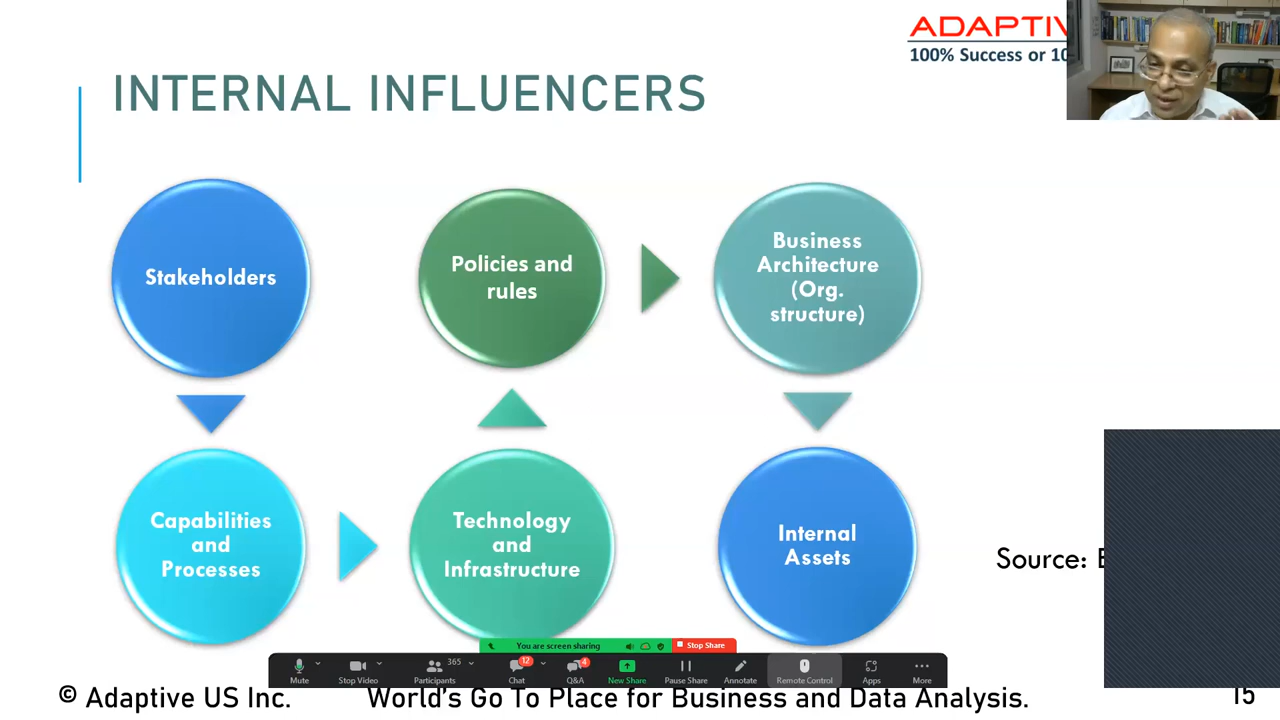 ADAPTIV
100% Success or 10
INTERNAL INFLUENCERS
Stakeholders
Policies and
rules
Business
Architecture
(Org.
structure)
Capabilities
and
Processes
Technology
and
Infrastructure
Internal
Assets
Source:
You are screen sharing
Stop Share
Mute
Stop Video
365
Participants
12
Chat
4
Q&A
New Share
Pause Share
Annotate
Remote Control
Apps
More
© Adaptive US Inc.
World's Go To Place for Business and Data Analysis.
15